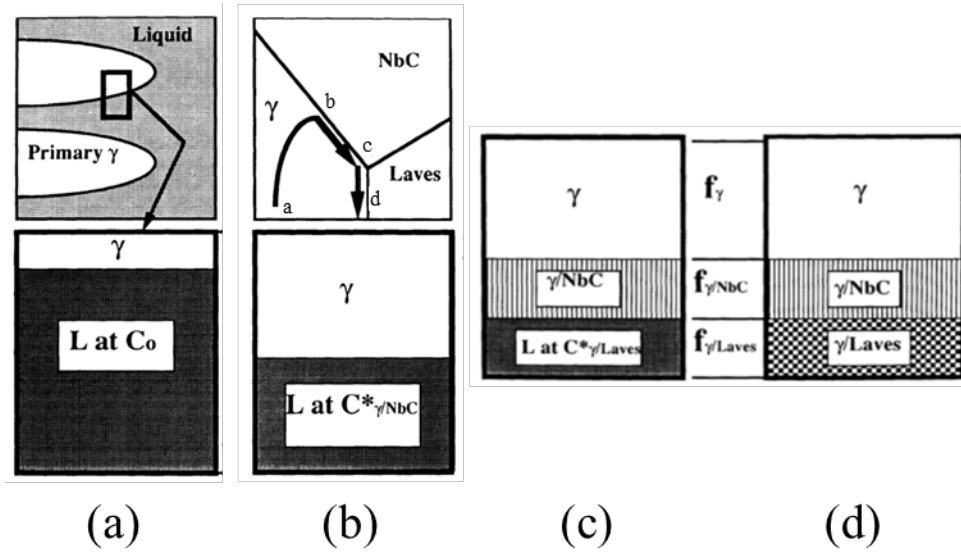 Liquid
Primary γ
γ
L at Co
(a)
NbC
γ
b
c
Laves
a
d
γ
L at C*γ/NbC
(b)
γ
γ/NbC
L at C*γ/Laves
(c)
fγ
fγ/NbC
fγ/Laves
γ
γ/NbC
γ/Laves
(d)